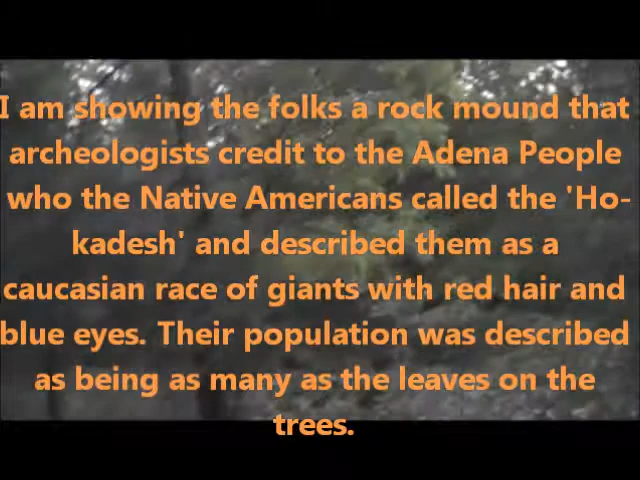 I am showing the folks a rock mound that
archeologists credit to the Adena People
who the Native Americans called the 'Ho-
kadesh' and described them as a
caucasian race of giants with red hair and
blue eyes. Their population was described
as being as many as the leaves on the
trees.